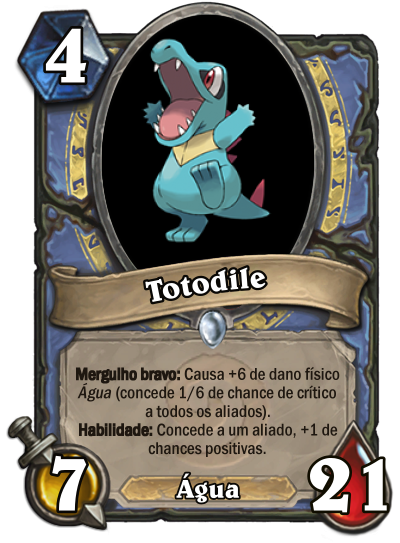 4
Totodile
Mergulho bravo: Causa +6 de dano físico
Água (concede 1/6 de chance de crítico
a todos os aliados).
Habilidade: Concede a um aliado, +1 de
chances positivas.
7
Água
21